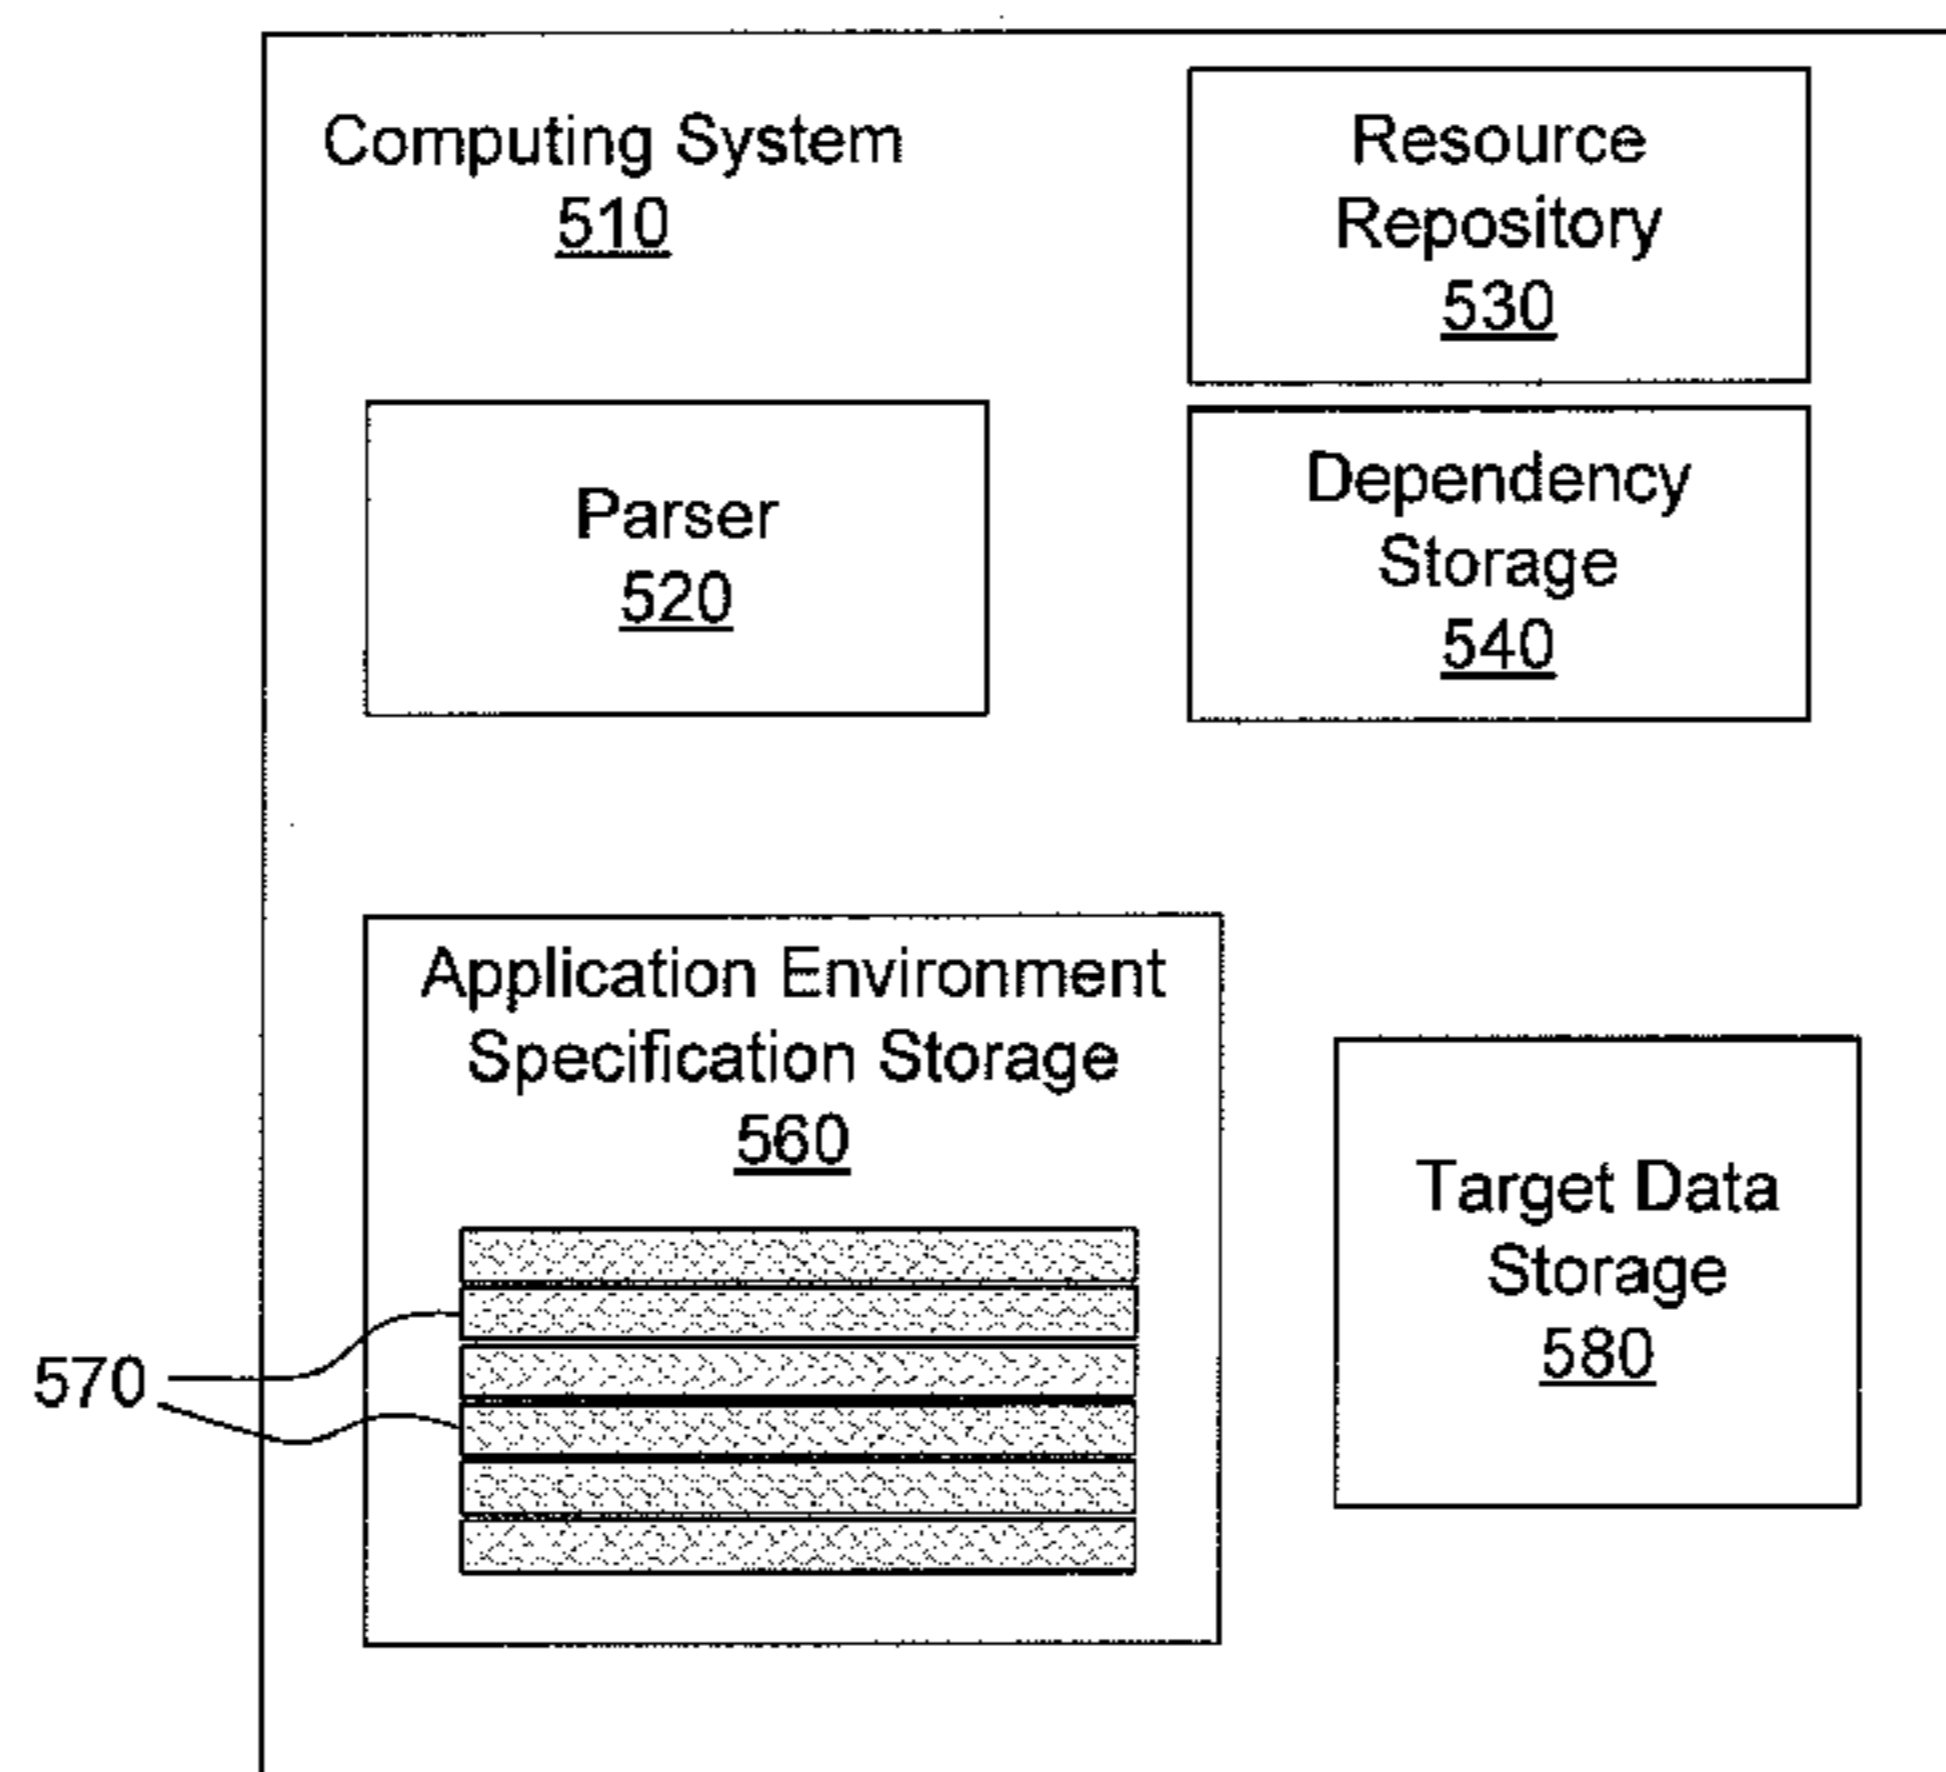 Computing System
510
Resource
Repository
530
Parser
520
Dependency
Storage
540
Application Environment
Specification Storage
560
570
Target Data
Storage
580